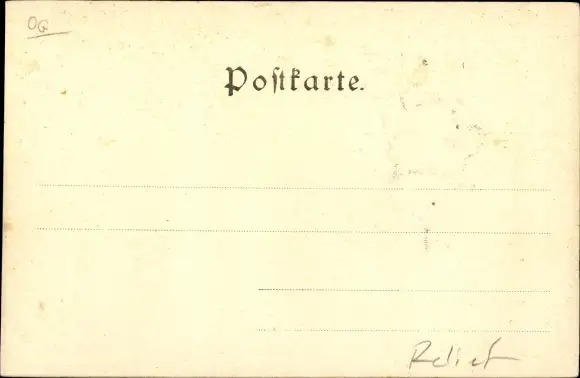 OG
Postkarte.
Relief